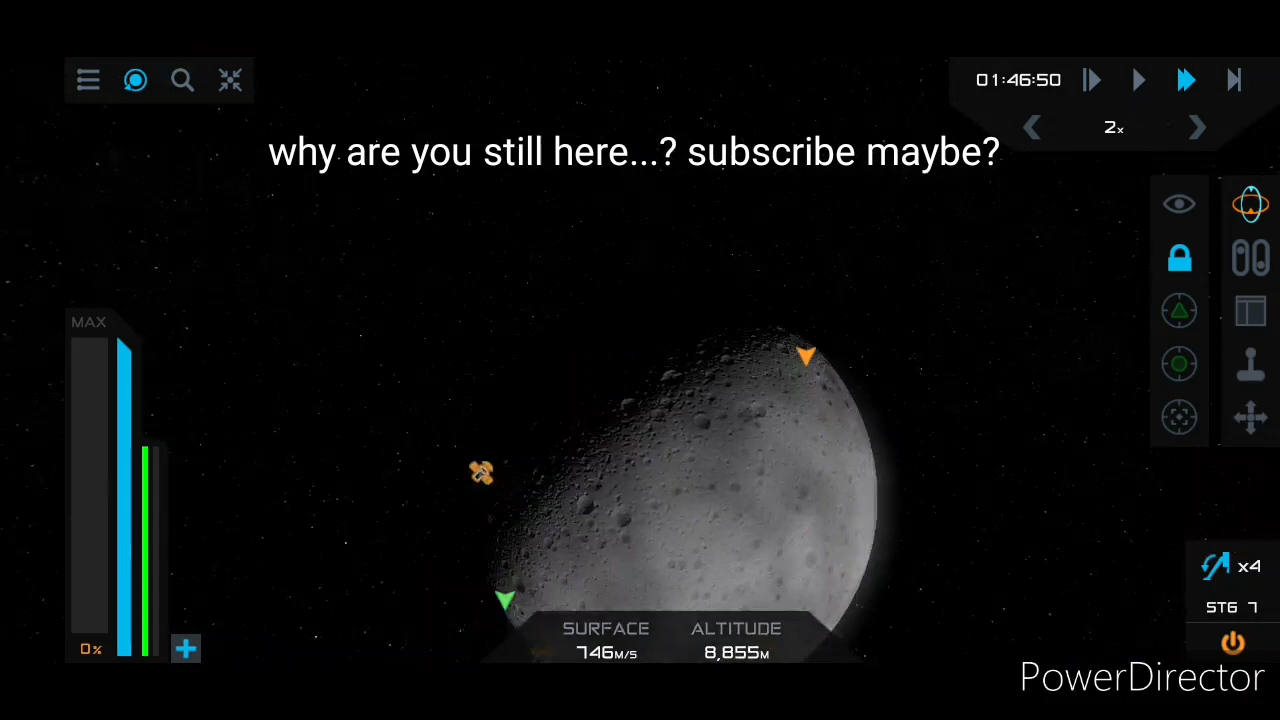 01:46:50
2x
why are you still here...? subscribe maybe?
MAX
x4
STG 7
0%
SURFACE ALTITUDE
746M/S 8,855M
PowerDirector